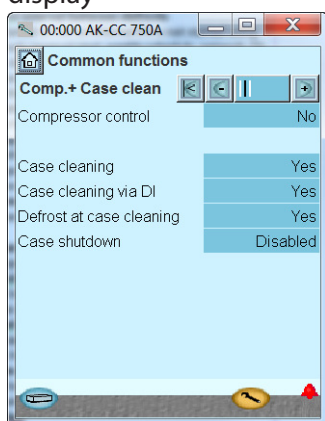 display
00:000 AK-CC 750A
Common functions
Comp.+ Case clean
Compressor control No
Case cleaning Yes
Case cleaning via DI Yes
Defrost at case cleaning Yes
Case shutdown Disabled